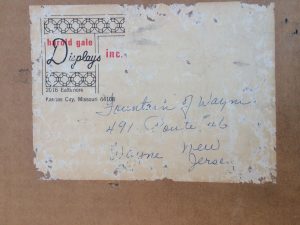 harold gale
Displays inc.
2016 Baltimore
Kansas City, Missouri 64108
Fountain of Wayne
491 Route 46
Wayne New
Jersey